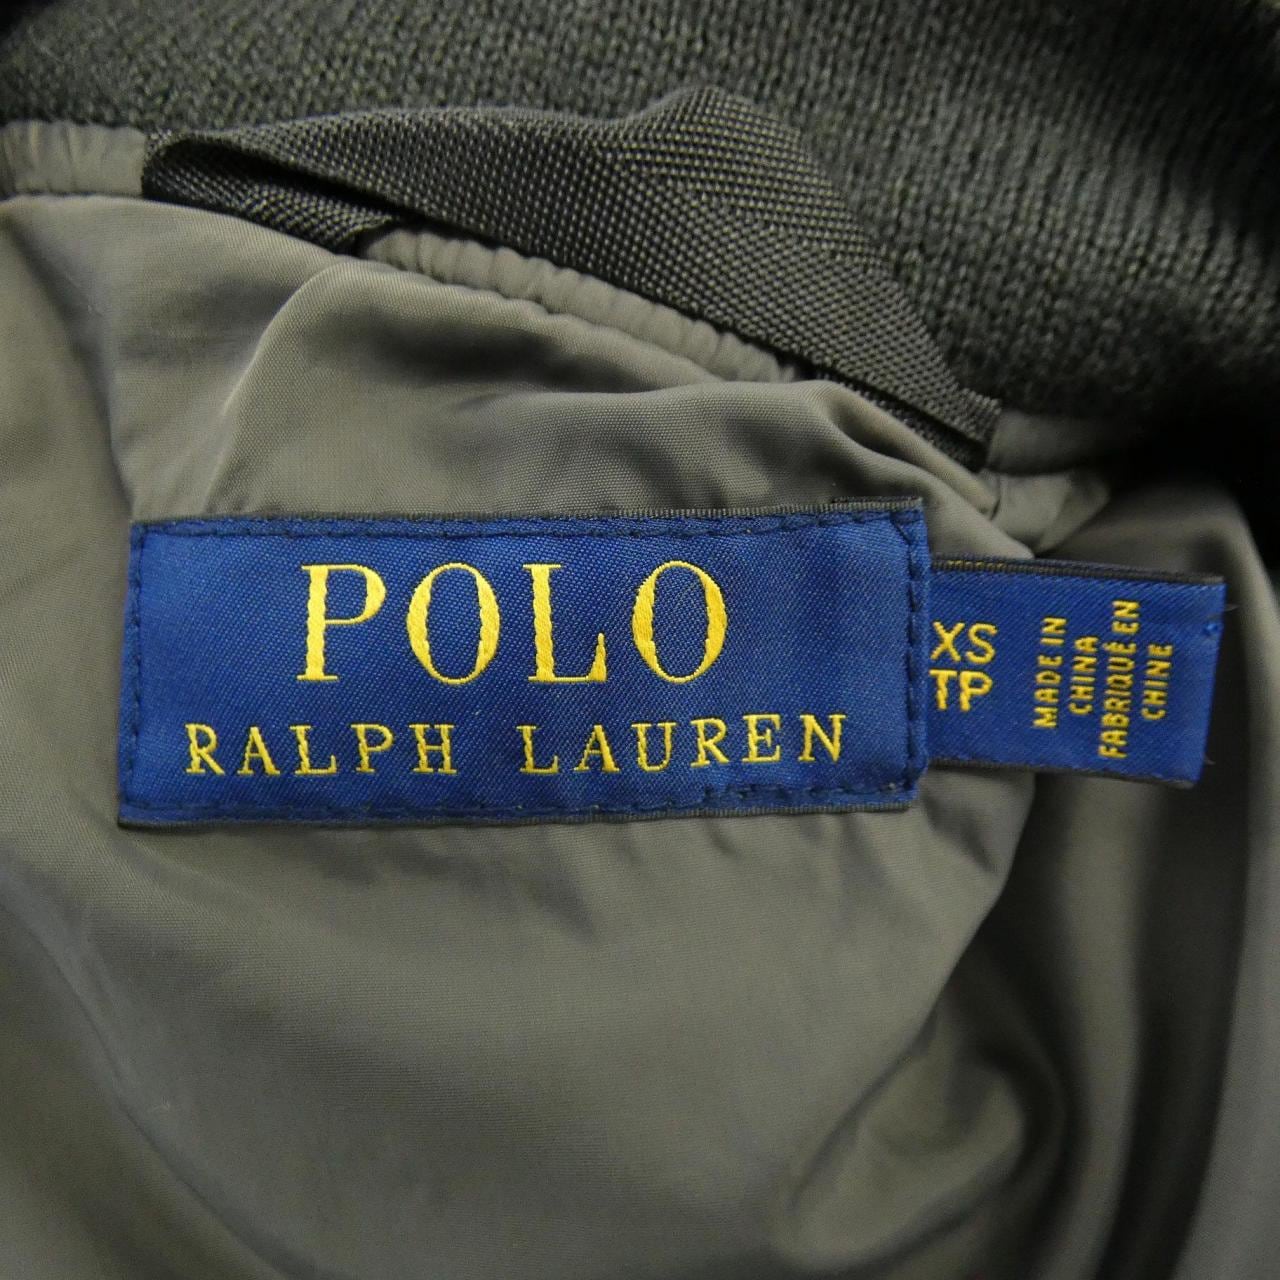 POLO
RALPH LAUREN
XS
TP
MADE IN
CHINA
FABRIQUÉ EN
CHINE